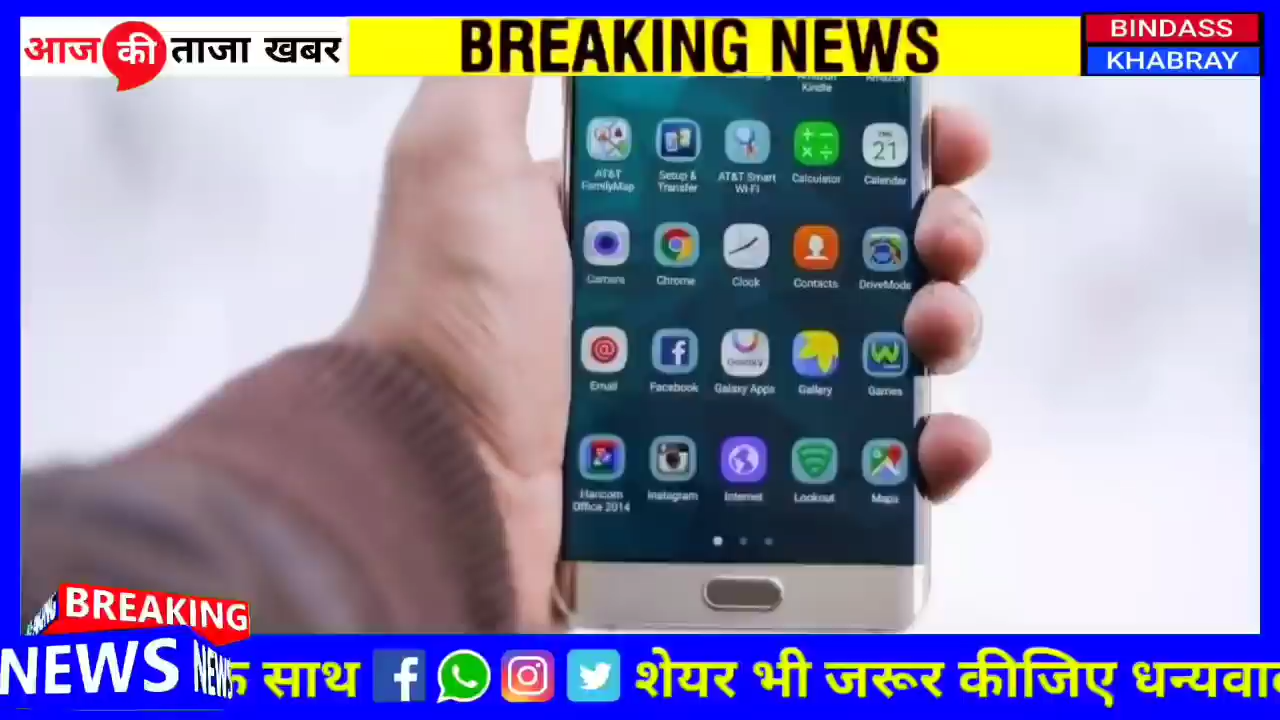 आज की ताजा खबर
BREAKING NEWS
BINDASS
KHABRAY
Kindle
AT&T FamilyMap
Setup & Transfer
AT&T Smart Wi-Fi
Calculator
21
Calendar
Camera
Chrome
Clock
Contacts
DriveMode
Email
Facebook
Galaxy Apps
Gallery
Games
Hancom Office 2014
Instagram
Internet
Lookout
Maps
BREAKING
NEWS NEWS
साथ शेयर भी जरूर कीजिए